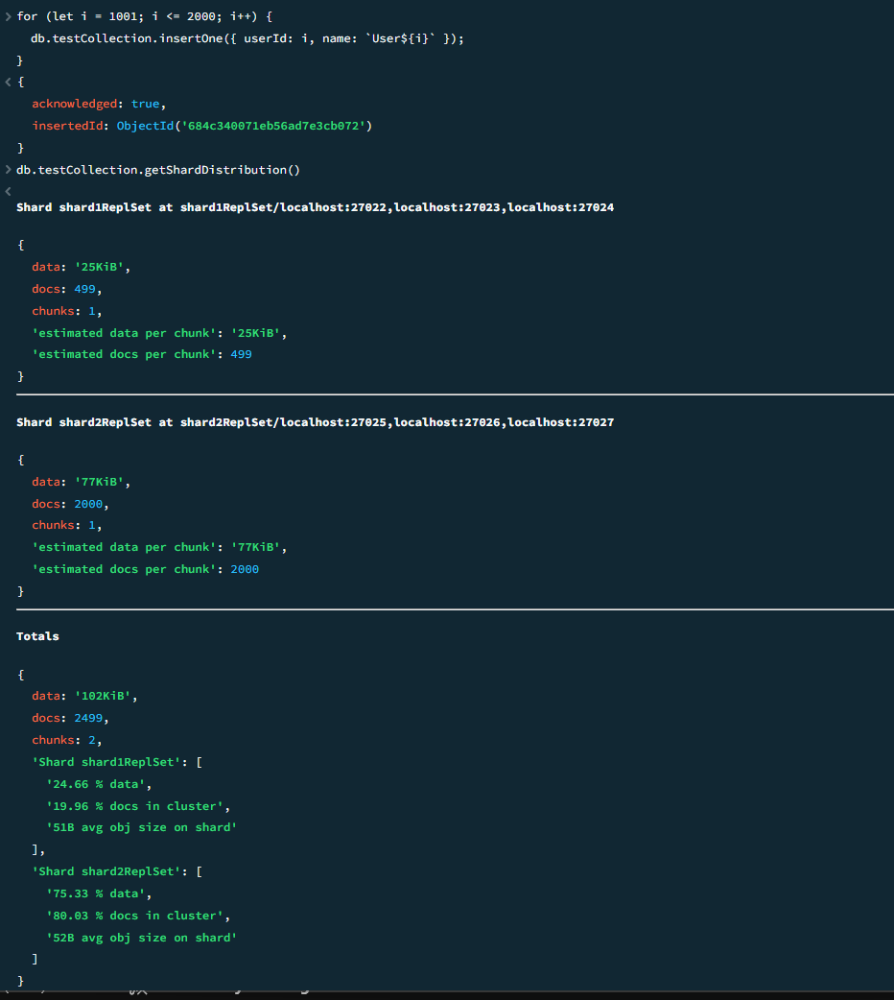 > for (let i = 1001; i <= 2000; i++) {
db.testCollection.insertOne({ userId: i, name: `User${i}` });
}
< {
acknowledged: true,
insertedId: ObjectId('684c340071eb56ad7e3cb072')
}
> db.testCollection.getShardDistribution()
<
Shard shard1ReplSet at shard1ReplSet/localhost:27022,localhost:27023,localhost:27024
{
data: '25KiB',
docs: 499,
chunks: 1,
'estimated data per chunk': '25KiB',
'estimated docs per chunk': 499
}
Shard shard2ReplSet at shard2ReplSet/localhost:27025,localhost:27026,localhost:27027
{
data: '77KiB',
docs: 2000,
chunks: 1,
'estimated data per chunk': '77KiB',
'estimated docs per chunk': 2000
}
Totals
{
data: '102KiB',
docs: 2499,
chunks: 2,
'Shard shard1ReplSet': [
'24.66 % data',
'19.96 % docs in cluster',
'51B avg obj size on shard'
],
'Shard shard2ReplSet': [
'75.33 % data',
'80.03 % docs in cluster',
'52B avg obj size on shard'
]
}